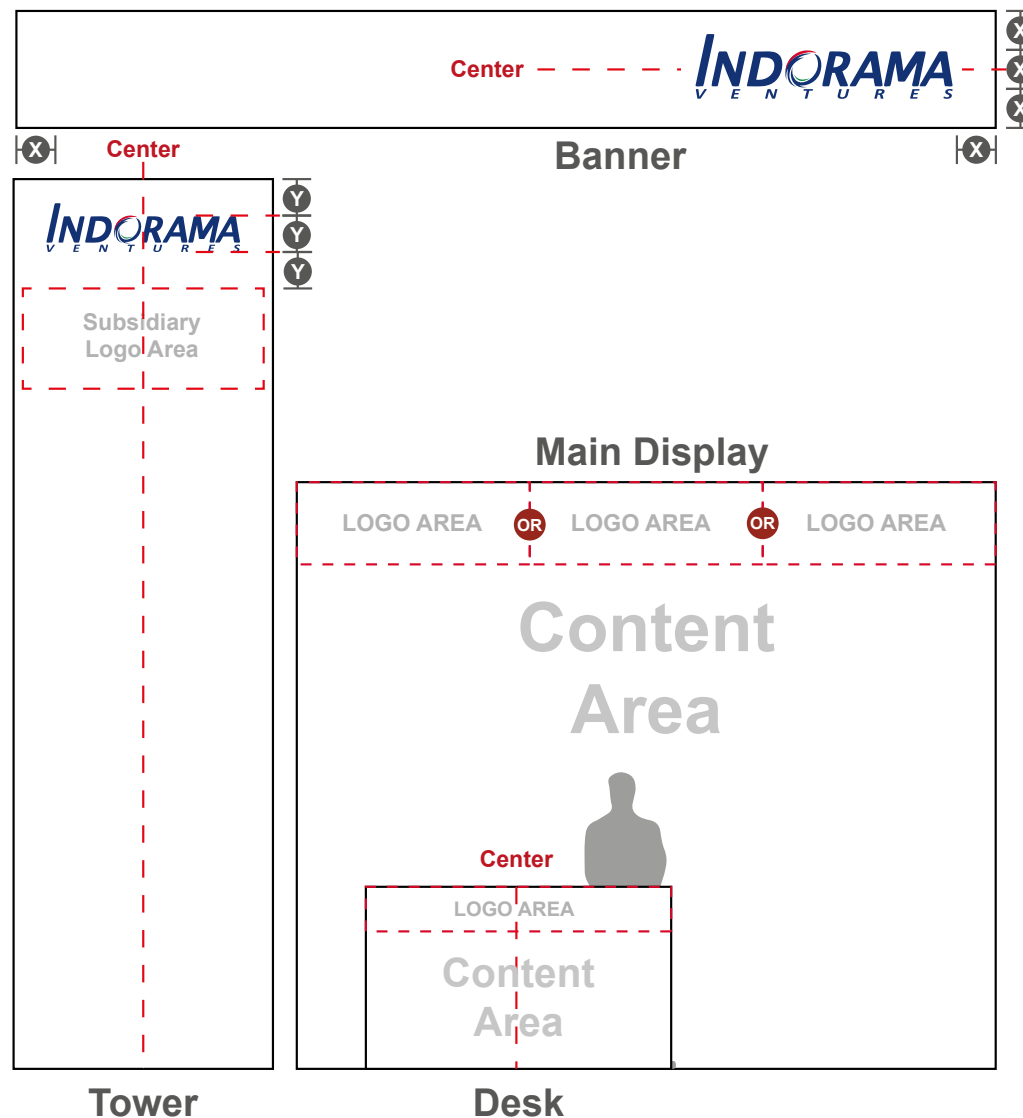 Center
INDORAMA
VENTURES
X
X
X
X
Center
Banner
X
INDORAMA
VENTURES
Y
Y
Y
Subsidiary
Logo Area
Main Display
LOGO AREA OR LOGO AREA OR LOGO AREA
Content
Area
Center
LOGO AREA
Content
Area
Tower
Desk